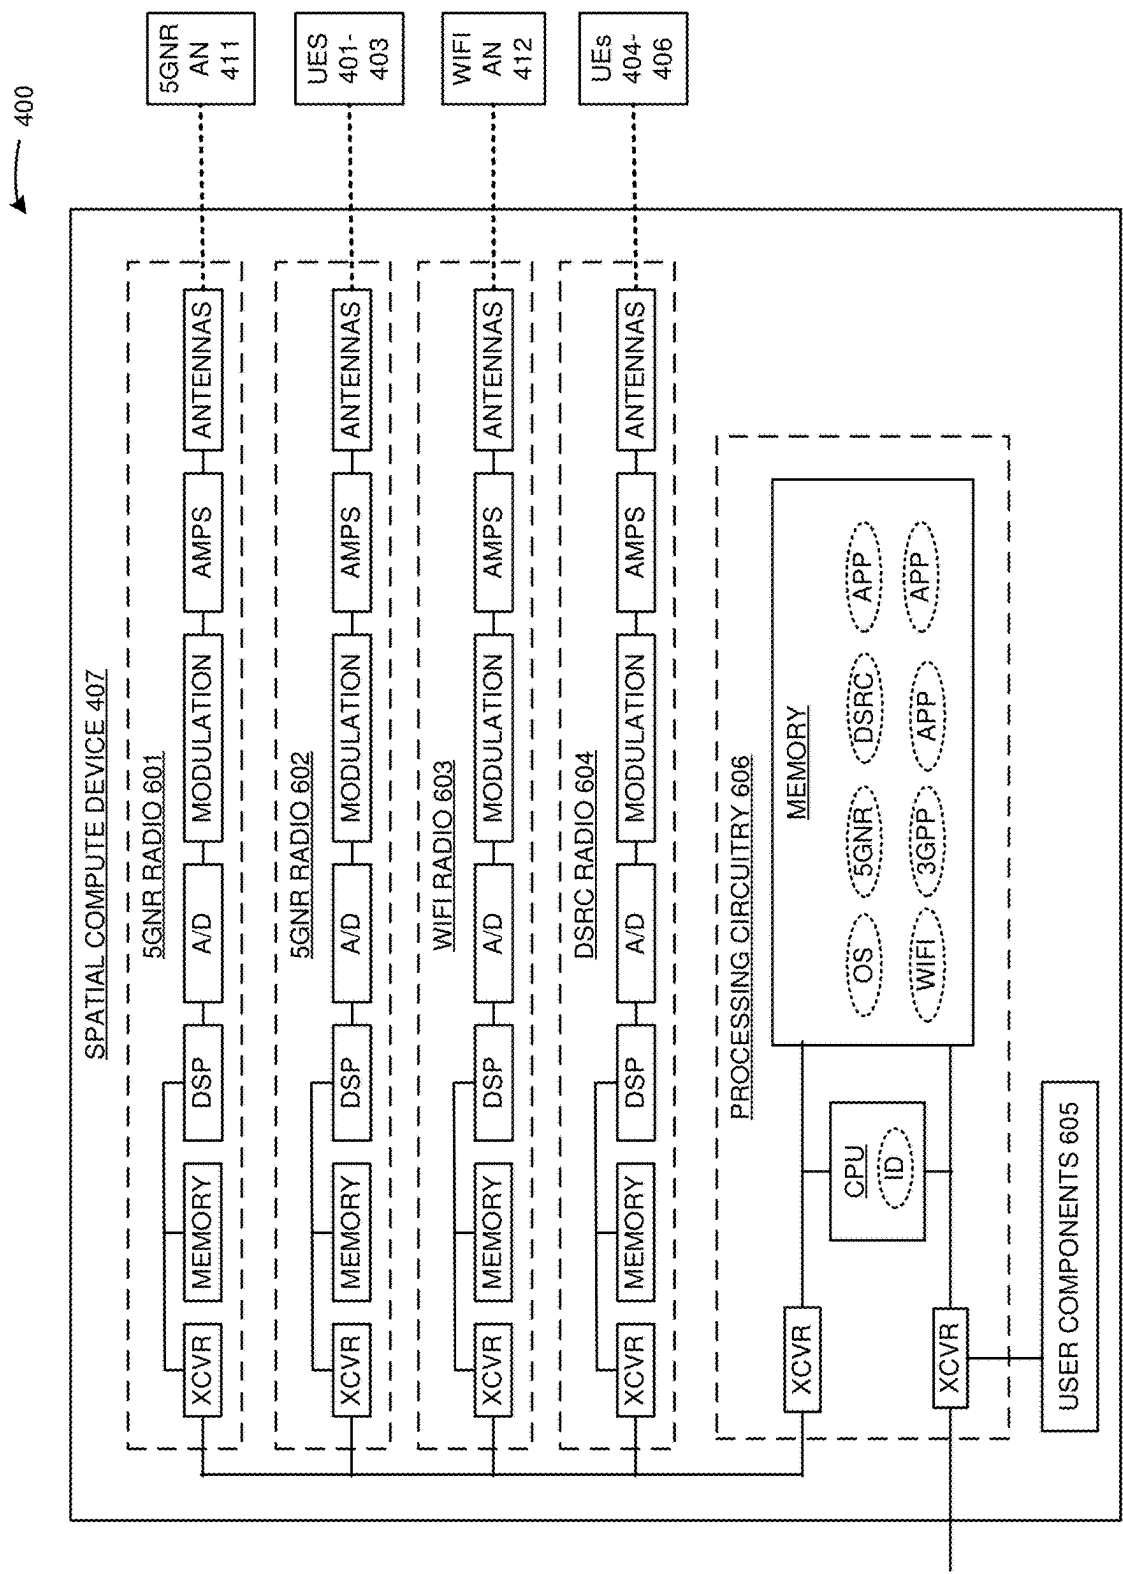 400
SPATIAL COMPUTE DEVICE 407
5GNR RADIO 601
XCVR
MEMORY
DSP
A/D
MODULATION
AMPS
ANTENNAS
5GNR
AN
411
5GNR RADIO 602
XCVR
MEMORY
DSP
A/D
MODULATION
AMPS
ANTENNAS
UES
401-
403
WIFI RADIO 603
XCVR
MEMORY
DSP
A/D
MODULATION
AMPS
ANTENNAS
WIFI
AN
412
DSRC RADIO 604
XCVR
MEMORY
DSP
A/D
MODULATION
AMPS
ANTENNAS
UEs
404-
406
PROCESSING CIRCUITRY 606
XCVR
CPU
ID
MEMORY
OS
5GNR
DSRC
APP
WIFI
3GPP
APP
APP
XCVR
USER COMPONENTS 605